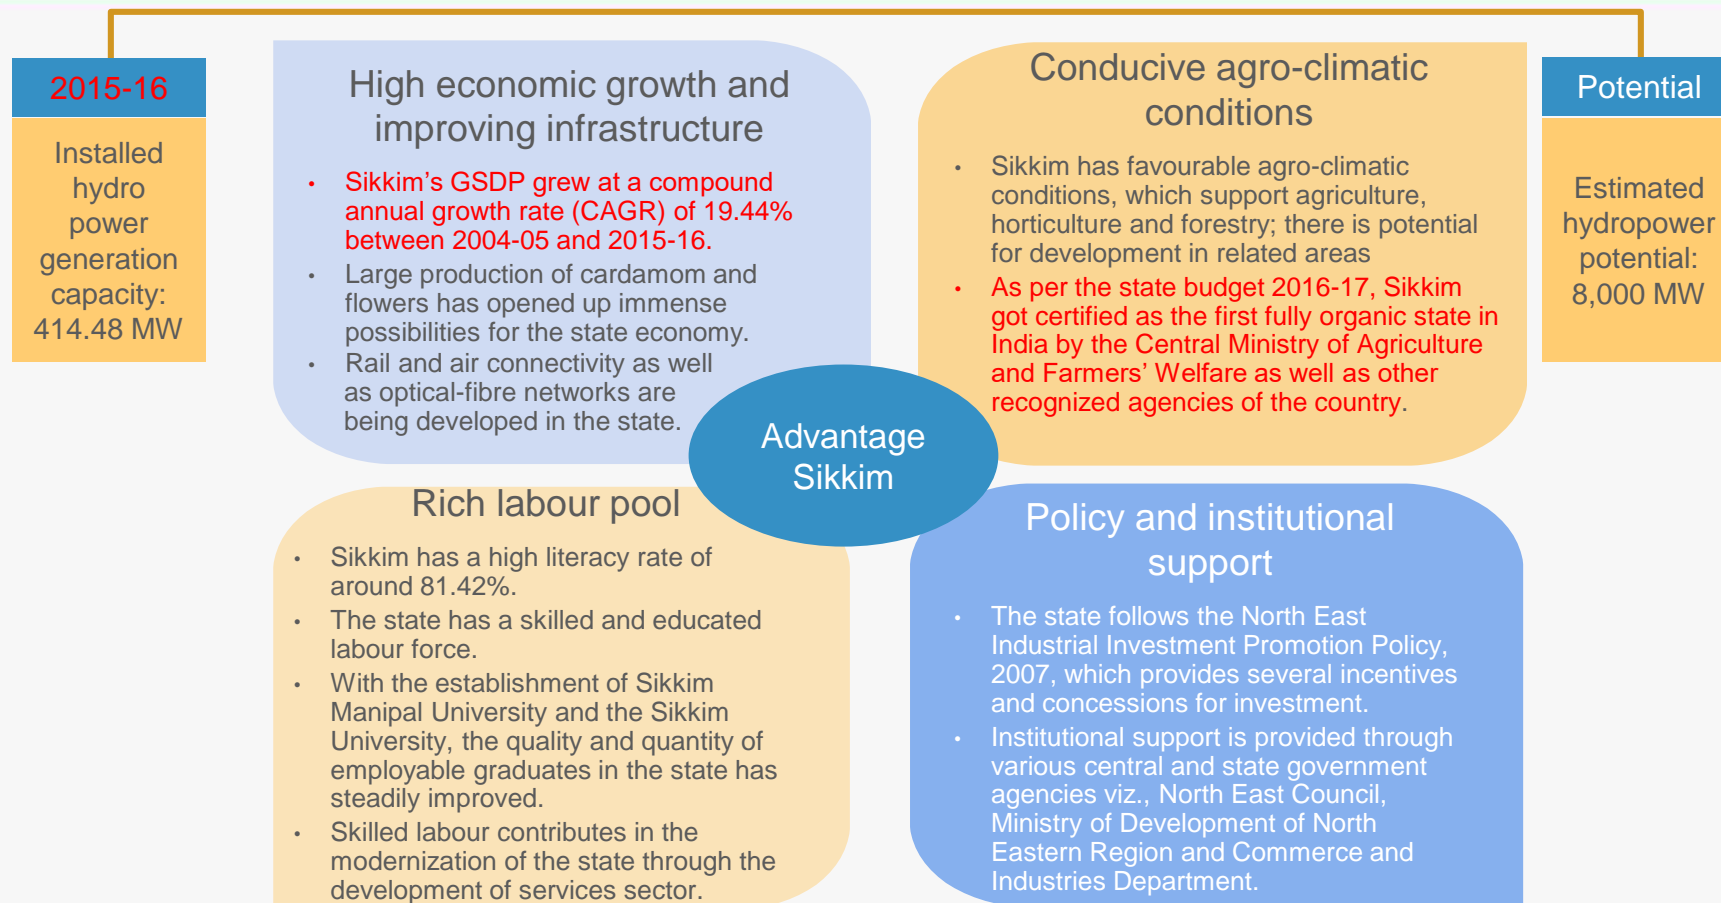 2015-16
Installed
hydro
power
generation
capacity:
414.48 MW
High economic growth and
improving infrastructure
• Sikkim’s GSDP grew at a compound
annual growth rate (CAGR) of 19.44%
between 2004-05 and 2015-16.
• Large production of cardamom and
flowers has opened up immense
possibilities for the state economy.
• Rail and air connectivity as well
as optical-fibre networks are
being developed in the state.
Conducive agro-climatic
conditions
• Sikkim has favourable agro-climatic
conditions, which support agriculture,
horticulture and forestry; there is potential
for development in related areas
• As per the state budget 2016-17, Sikkim
got certified as the first fully organic state in
India by the Central Ministry of Agriculture
and Farmers’ Welfare as well as other
recognized agencies of the country.
Potential
Estimated
hydropower
potential:
8,000 MW
Advantage
Sikkim
Rich labour pool
• Sikkim has a high literacy rate of
around 81.42%.
• The state has a skilled and educated
labour force.
• With the establishment of Sikkim
Manipal University and the Sikkim
University, the quality and quantity of
employable graduates in the state has
steadily improved.
• Skilled labour contributes in the
modernization of the state through the
development of services sector.
Policy and institutional
support
• The state follows the North East
Industrial Investment Promotion Policy,
2007, which provides several incentives
and concessions for investment.
• Institutional support is provided through
various central and state government
agencies viz., North East Council,
Ministry of Development of North
Eastern Region and Commerce and
Industries Department.